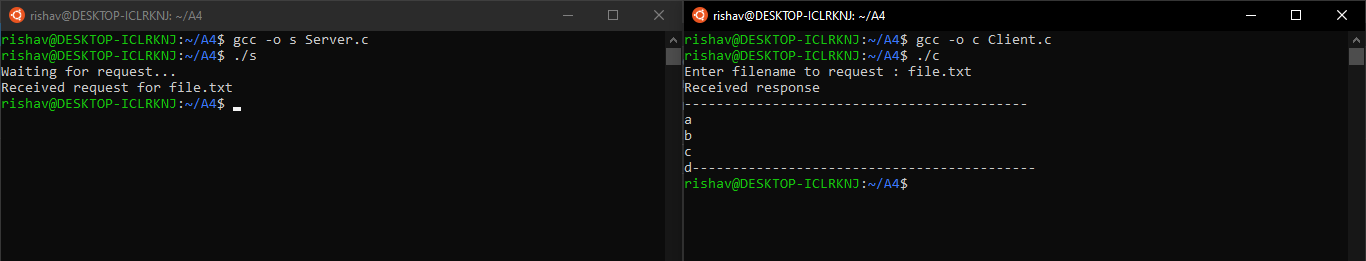 rishav@DESKTOP-ICLRKNJ: ~/A4
rishav@DESKTOP-ICLRKNJ:~/A4$ gcc -o s Server.c
rishav@DESKTOP-ICLRKNJ:~/A4$ ./s
Waiting for request...
Received request for file.txt
rishav@DESKTOP-ICLRKNJ:~/A4$
rishav@DESKTOP-ICLRKNJ: ~/A4
rishav@DESKTOP-ICLRKNJ:~/A4$ gcc -o c Client.c
rishav@DESKTOP-ICLRKNJ:~/A4$ ./c
Enter filename to request : file.txt
Received response
-------------------------------------------
a
b
c
d-------------------------------------------
rishav@DESKTOP-ICLRKNJ:~/A4$